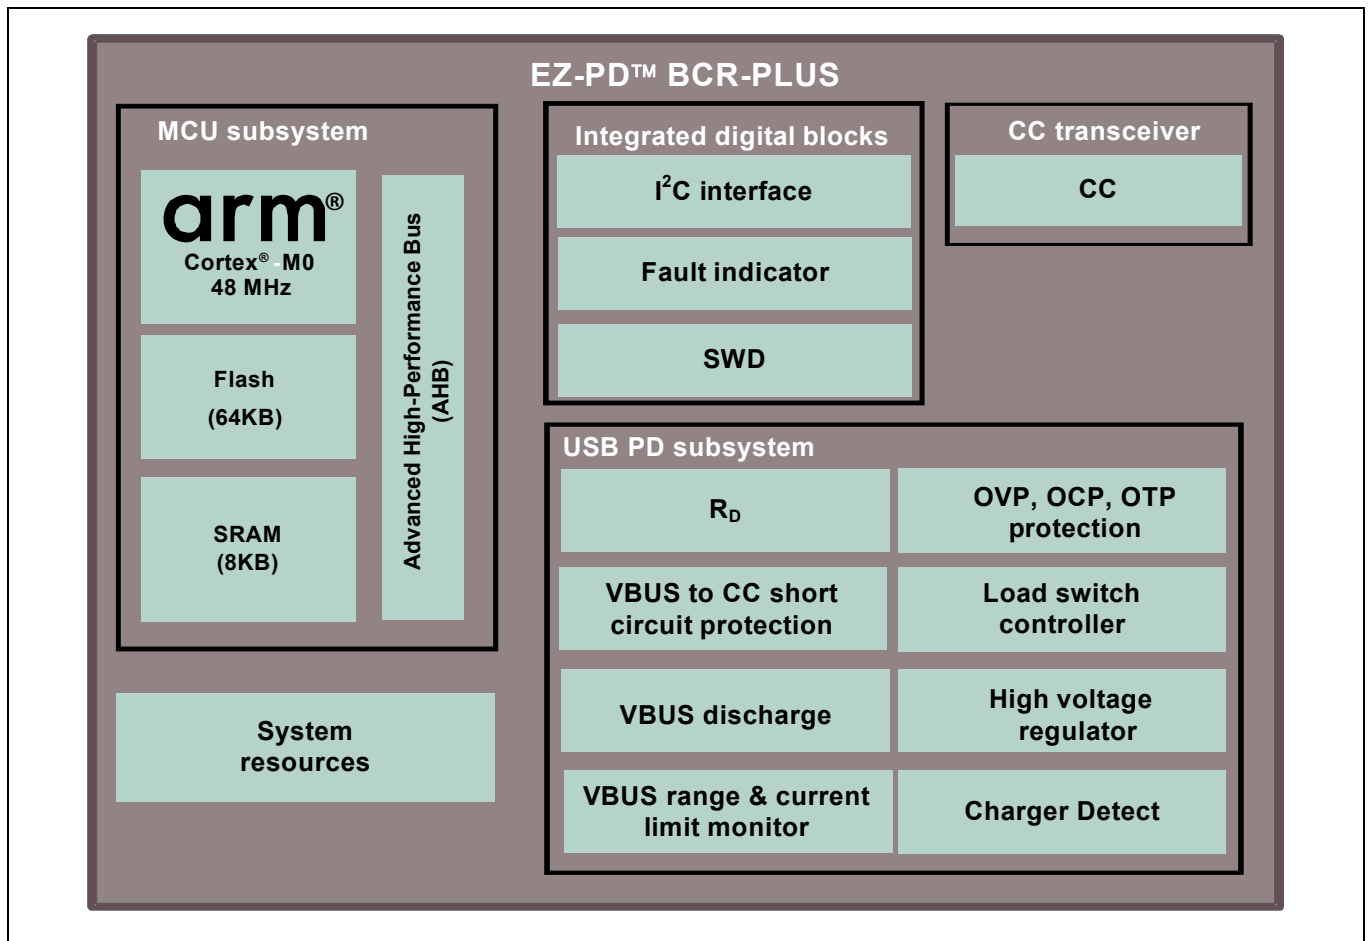 EZ-PD™ BCR-PLUS
MCU subsystem
arm®
Cortex®-M0
48 MHz
Flash
(64KB)
SRAM
(8KB)
Advanced High-Performance Bus
(AHB)
System
resources
Integrated digital blocks
I²C interface
Fault indicator
SWD
CC transceiver
CC
USB PD subsystem
R_D
OVP, OCP, OTP
protection
VBUS to CC short
circuit protection
Load switch
controller
VBUS discharge
High voltage
regulator
VBUS range & current
limit monitor
Charger Detect